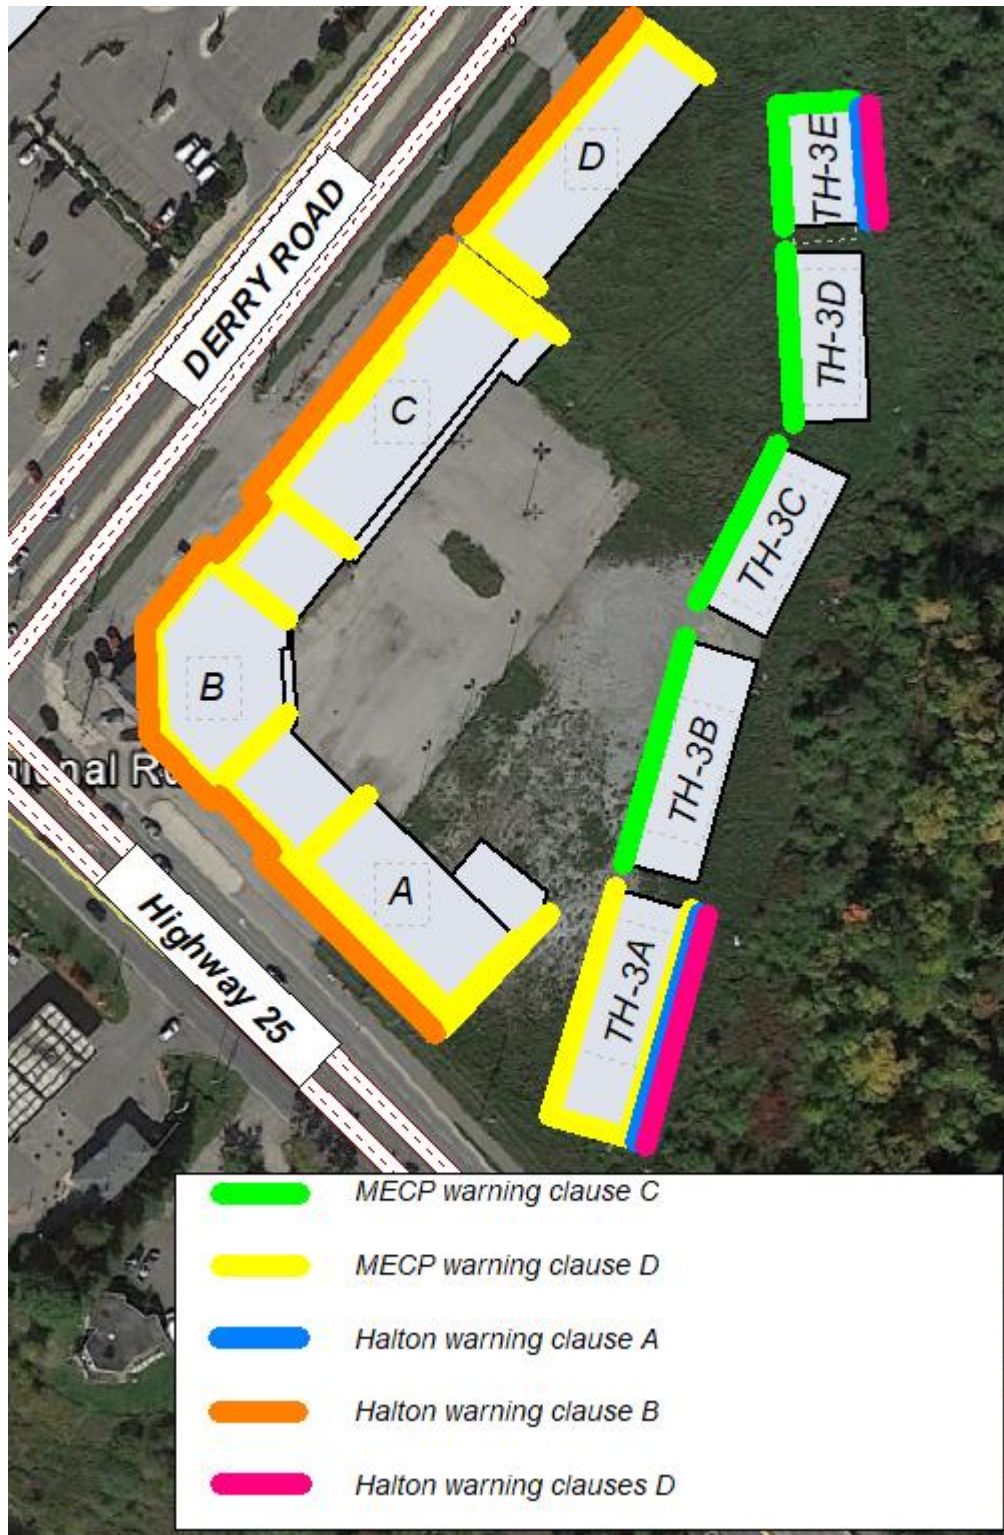 D
TH-3E
DERRY ROAD
TH-3D
C
TH-3C
B
TH-3B
A
Highway 25
TH-3A
MECP warning clause C
MECP warning clause D
Halton warning clause A
Halton warning clause B
Halton warning clauses D